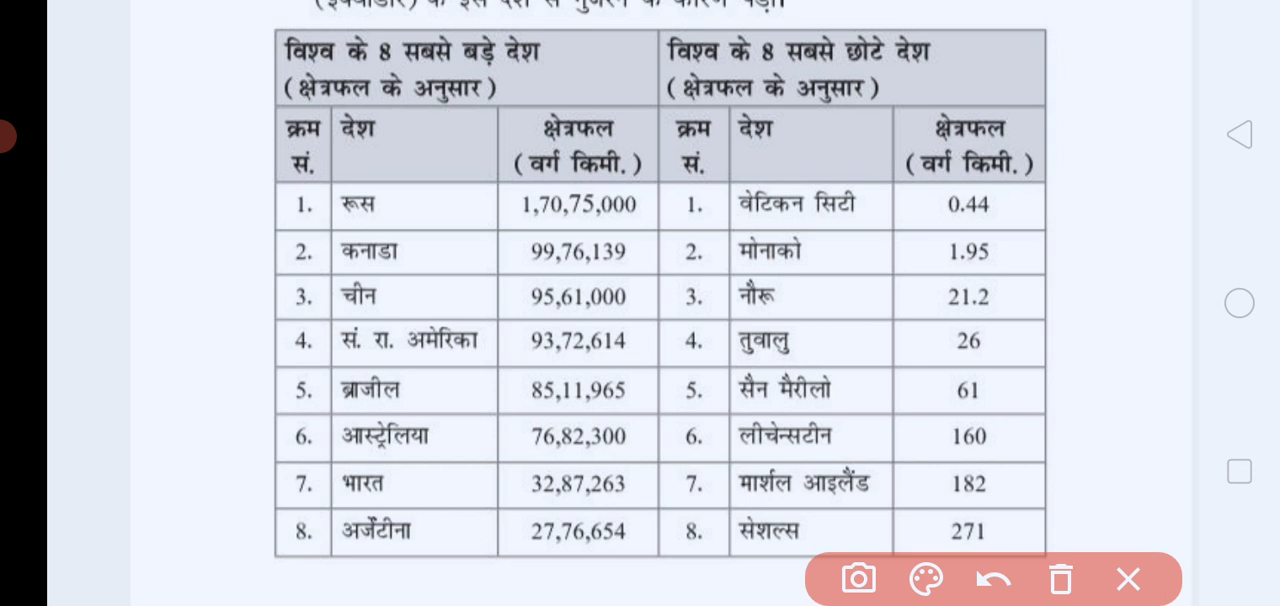 विश्व के 8 सबसे बड़े देश
(क्षेत्रफल के अनुसार)
विश्व के 8 सबसे छोटे देश
(क्षेत्रफल के अनुसार)
क्रम सं. देश क्षेत्रफल (वर्ग किमी.) क्रम सं. देश क्षेत्रफल (वर्ग किमी.)
1. रूस 1,70,75,000 1. वेटिकन सिटी 0.44
2. कनाडा 99,76,139 2. मोनाको 1.95
3. चीन 95,61,000 3. नौरू 21.2
4. सं. रा. अमेरिका 93,72,614 4. तुवालु 26
5. ब्राजील 85,11,965 5. सैन मैरीलो 61
6. आस्ट्रेलिया 76,82,300 6. लीचेन्सटीन 160
7. भारत 32,87,263 7. मार्शल आइलैंड 182
8. अर्जेंटीना 27,76,654 8. सेशल्स 271